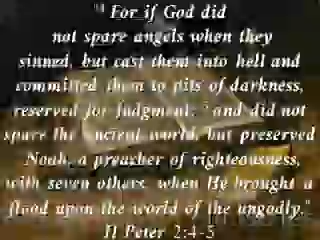 "⁴ For if God did
not spare angels when they
sinned, but cast them into hell and
committed them to pits of darkness,
reserved for judgment; ⁵ and did not
spare the ancient world, but preserved
Noah, a preacher of righteousness,
with seven others, when He brought a
flood upon the world of the ungodly."
II Peter 2:4-5